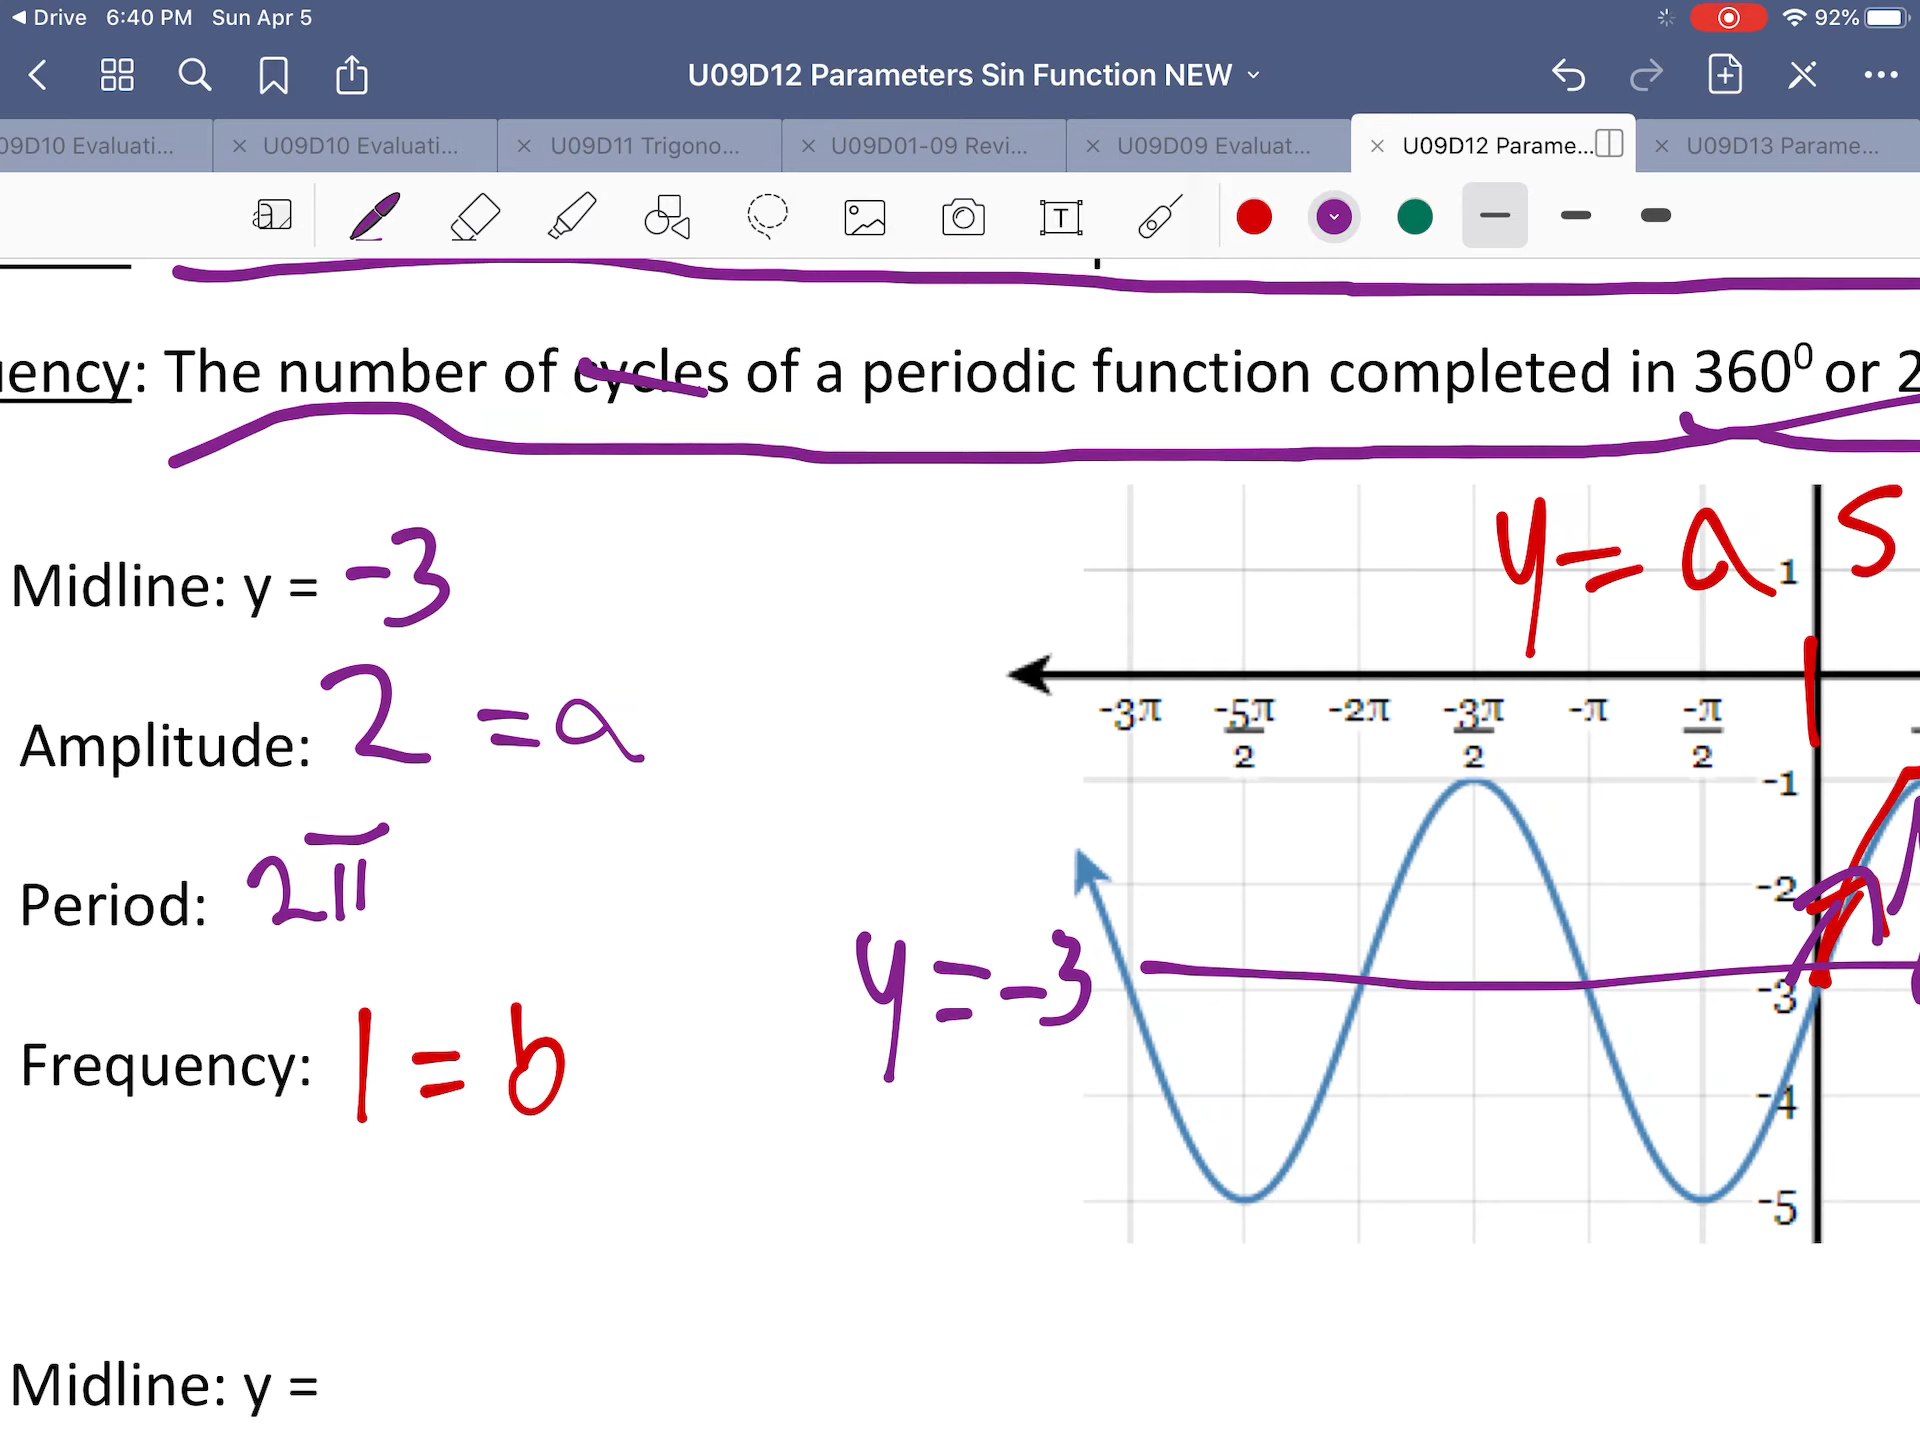 Drive 6:40 PM Sun Apr 5 92%
U09D12 Parameters Sin Function NEW
09D10 Evaluati... U09D10 Evaluati... U09D11 Trigono... U09D01-09 Revi... U09D09 Evaluat... U09D12 Parame... U09D13 Parame...
uency: The number of cycles of a periodic function completed in 360⁰ or 2
Midline: y = -3
Amplitude: 2 = a
Period: 2π
Frequency: 1 = b
y = -3
y = a s
1
-3π -5π/2 -2π -3π/2 -π -π/2
-1
-2
-3
-4
-5
Midline: y =